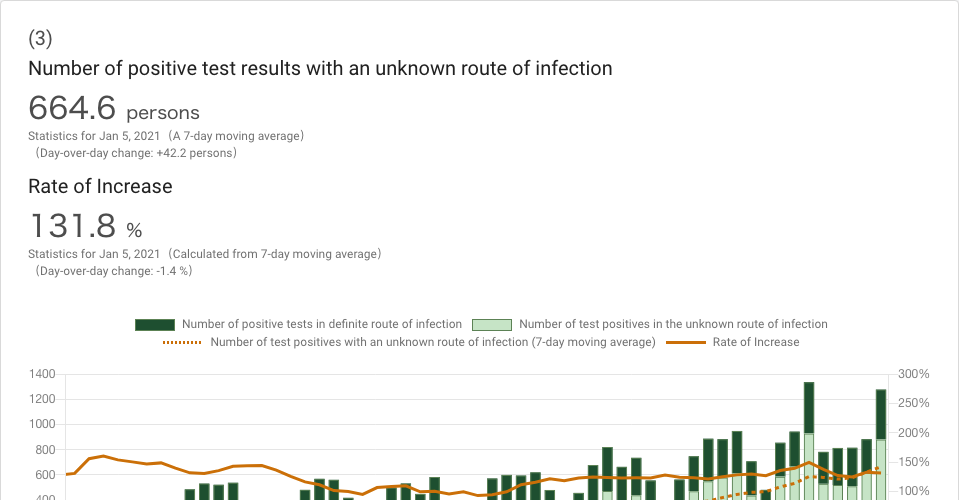 (3)
Number of positive test results with an unknown route of infection
664.6 persons
Statistics for Jan 5, 2021（A 7-day moving average）
（Day-over-day change: +42.2 persons）
Rate of Increase
131.8 %
Statistics for Jan 5, 2021（Calculated from 7-day moving average）
（Day-over-day change: -1.4 %）
Number of positive tests in definite route of infection Number of test positives in the unknown route of infection
Number of test positives with an unknown route of infection (7-day moving average) Rate of Increase
1400 300%
1200 250%
1000 200%
800
600 150%
400 100%